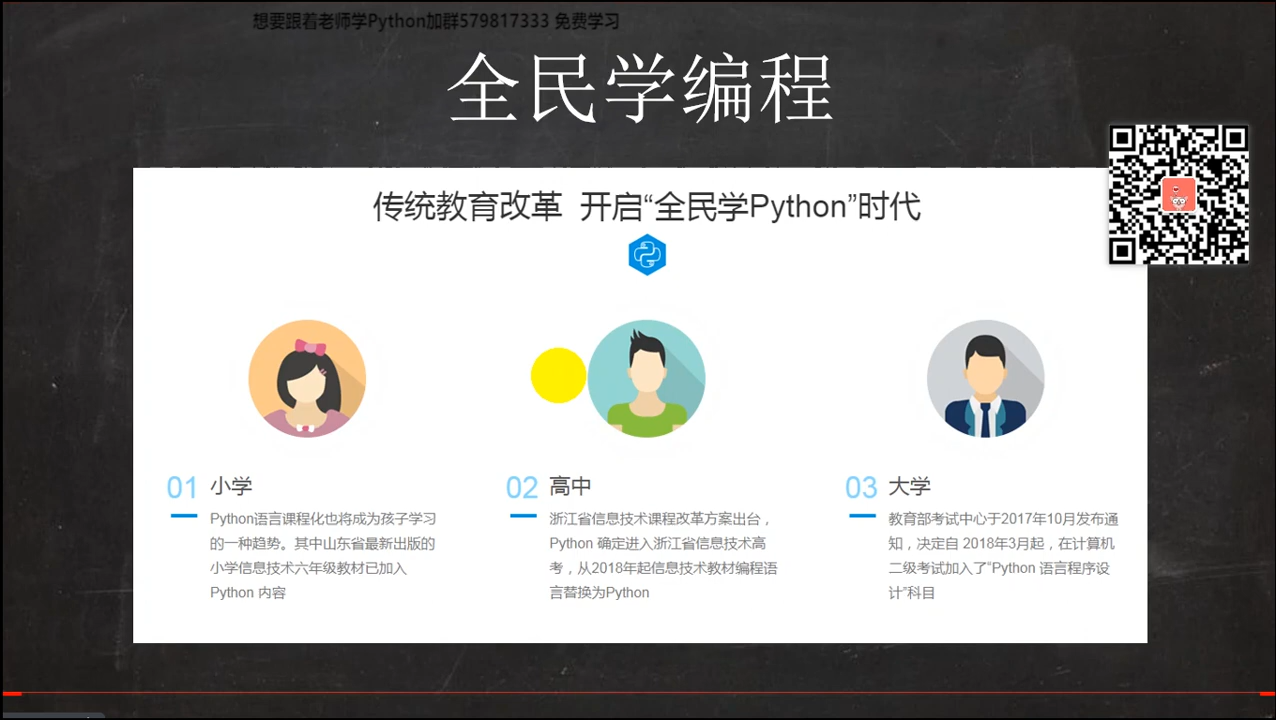 想要跟着老师学Python加群579817333 免费学习
全民学编程
传统教育改革 开启“全民学Python”时代
01 小学
Python语言课程化也将成为孩子学习
的一种趋势。其中山东省最新出版的
小学信息技术六年级教材已加入
Python 内容
02 高中
浙江省信息技术课程改革方案出台，
Python 确定进入浙江省信息技术高
考，从2018年起信息技术教材编程语
言替换为Python
03 大学
教育部考试中心于2017年10月发布通
知，决定自 2018年3月起，在计算机
二级考试加入了“Python 语言程序设
计”科目